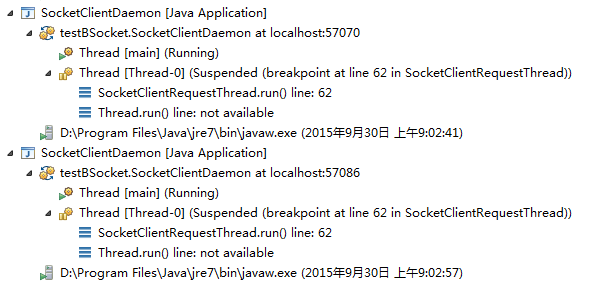 SocketClientDaemon [Java Application]
testBSocket.SocketClientDaemon at localhost:57070
Thread [main] (Running)
Thread [Thread-0] (Suspended (breakpoint at line 62 in SocketClientRequestThread))
SocketClientRequestThread.run() line: 62
Thread.run() line: not available
D:\Program Files\Java\jre7\bin\javaw.exe (2015年9月30日 上午9:02:41)
SocketClientDaemon [Java Application]
testBSocket.SocketClientDaemon at localhost:57086
Thread [main] (Running)
Thread [Thread-0] (Suspended (breakpoint at line 62 in SocketClientRequestThread))
SocketClientRequestThread.run() line: 62
Thread.run() line: not available
D:\Program Files\Java\jre7\bin\javaw.exe (2015年9月30日 上午9:02:57)